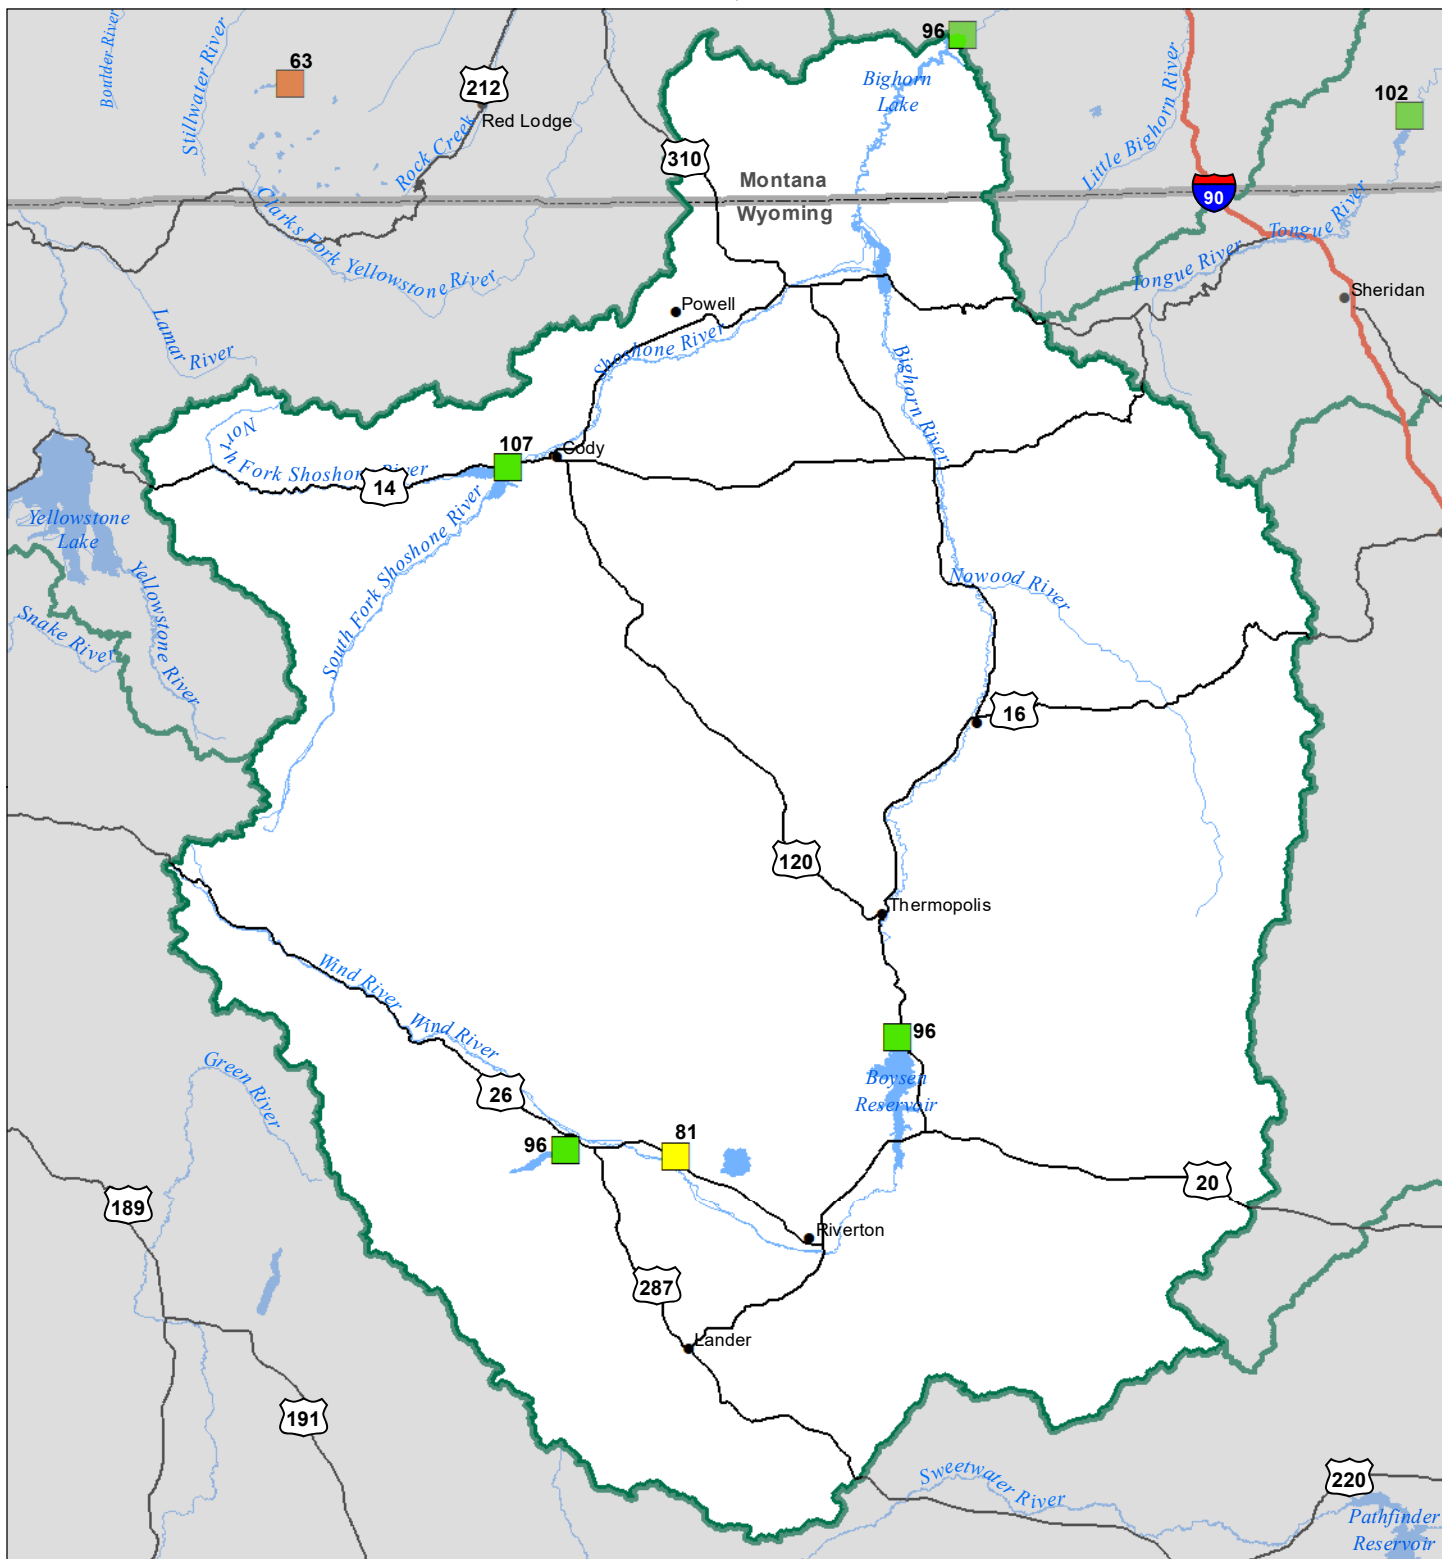 Boulder River
Stillwater River
63
212
Red Lodge
Rock Creek
96
Bighorn
Lake
Little Bighorn River
102
310
Montana
Wyoming
90
Clarks Fork Yellowstone River
Tongue River
Tongue River
Sheridan
Lamar River
Powell
Shoshone River
Bighorn River
North Fork Shoshone River
107
Cody
14
Yellowstone
Lake
South Fork Shoshone River
Yellowstone River
Snake River
Nowood River
16
120
Thermopolis
Wind River
Wind River
96
Boysen
Reservoir
Green River
26
96
81
20
189
Riverton
287
Lander
191
Sweetwater River
220
Pathfinder
Reservoir